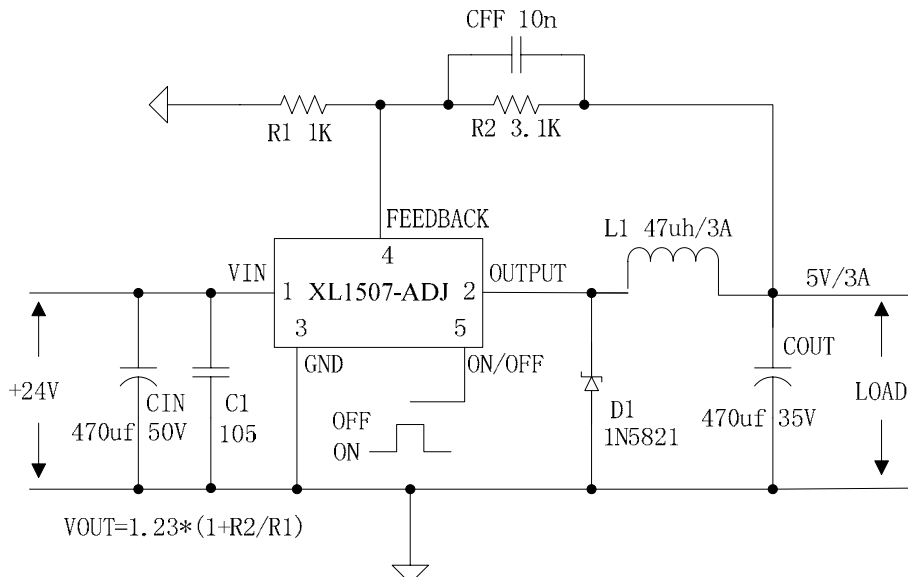 CFF 10n
R1 1K
R2 3.1K
FEEDBACK
L1 47uh/3A
4
VIN
OUTPUT
5V/3A
1 XL1507-ADJ 2
3
5
GND
ON/OFF
COUT
+24V
CIN
C1
LOAD
470uf 50V
105
OFF
ON
D1
1N5821
470uf 35V
VOUT=1.23*(1+R2/R1)